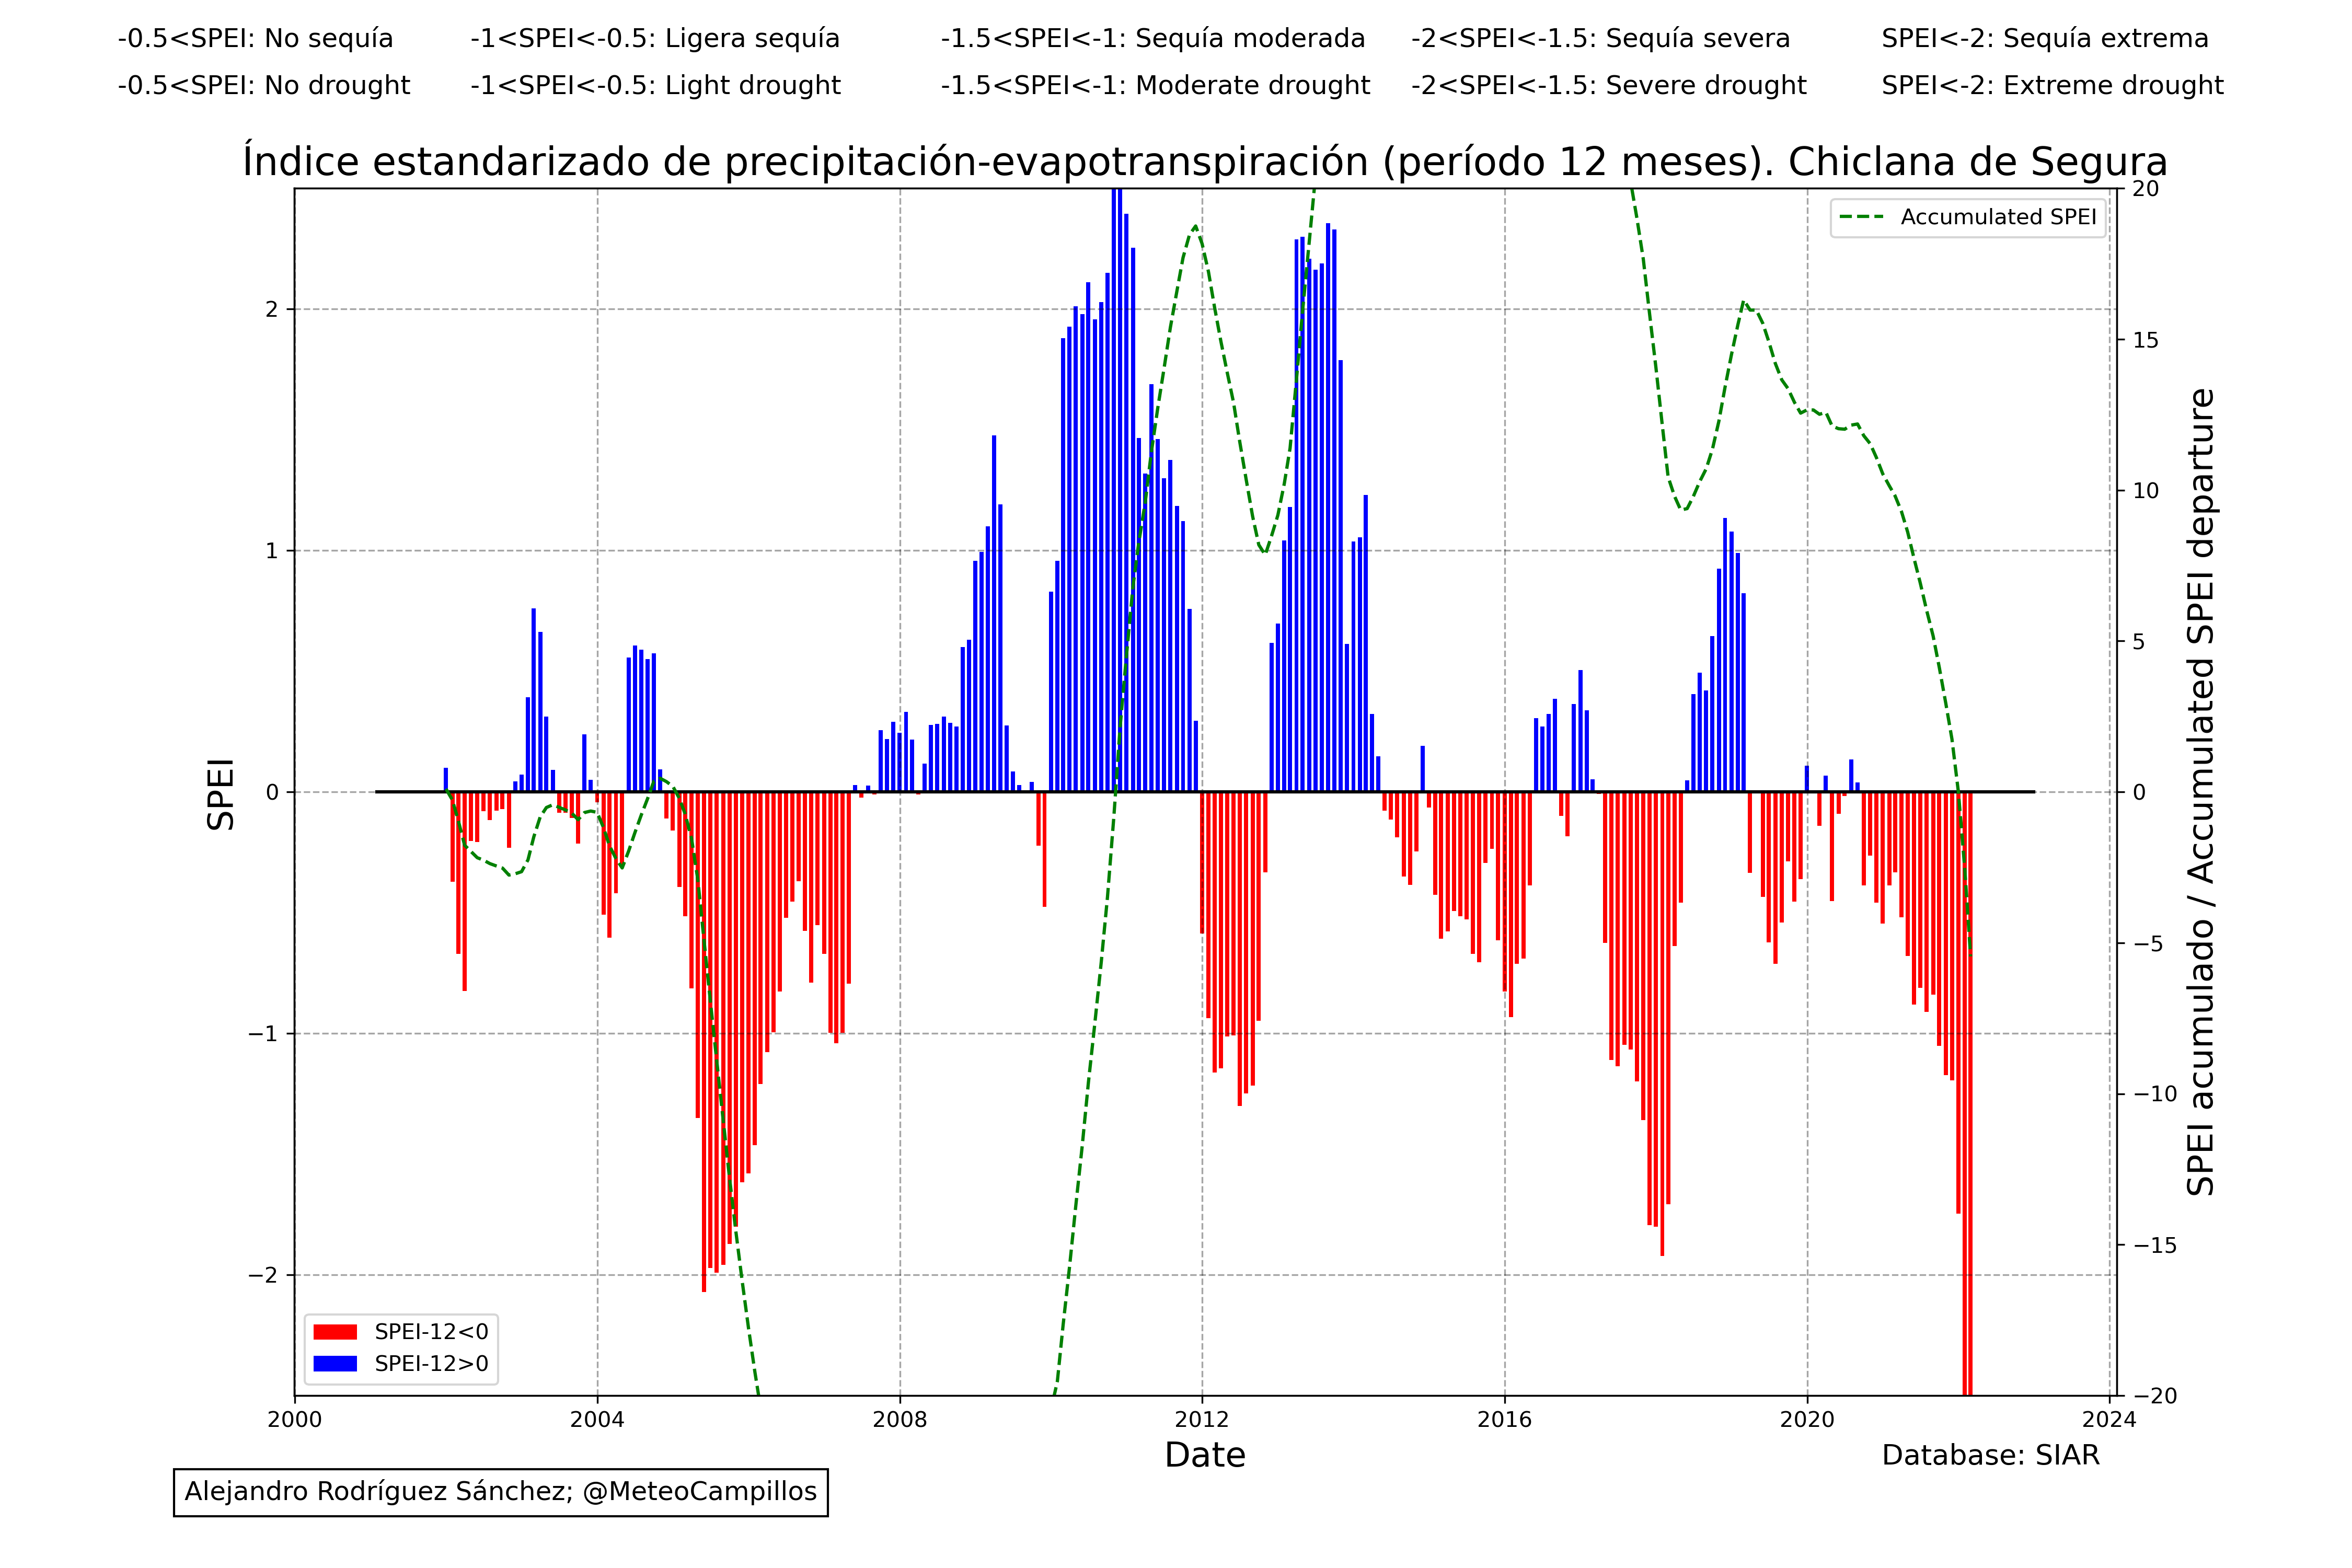 -0.5<SPEI: No sequía -1<SPEI<-0.5: Ligera sequía -1.5<SPEI<-1: Sequía moderada -2<SPEI<-1.5: Sequía severa SPEI<-2: Sequía extrema
-0.5<SPEI: No drought -1<SPEI<-0.5: Light drought -1.5<SPEI<-1: Moderate drought -2<SPEI<-1.5: Severe drought SPEI<-2: Extreme drought
Índice estandarizado de precipitación-evapotranspiración (período 12 meses). Chiclana de Segura
Accumulated SPEI
SPEI
2
1
0
−1
−2
20
15
10
5
0
−5
−10
−15
−20
SPEI acumulado / Accumulated SPEI departure
SPEI-12<0
SPEI-12>0
2000 2004 2008 2012 2016 2020 2024
Date
Database: SIAR
Alejandro Rodríguez Sánchez; @MeteoCampillos